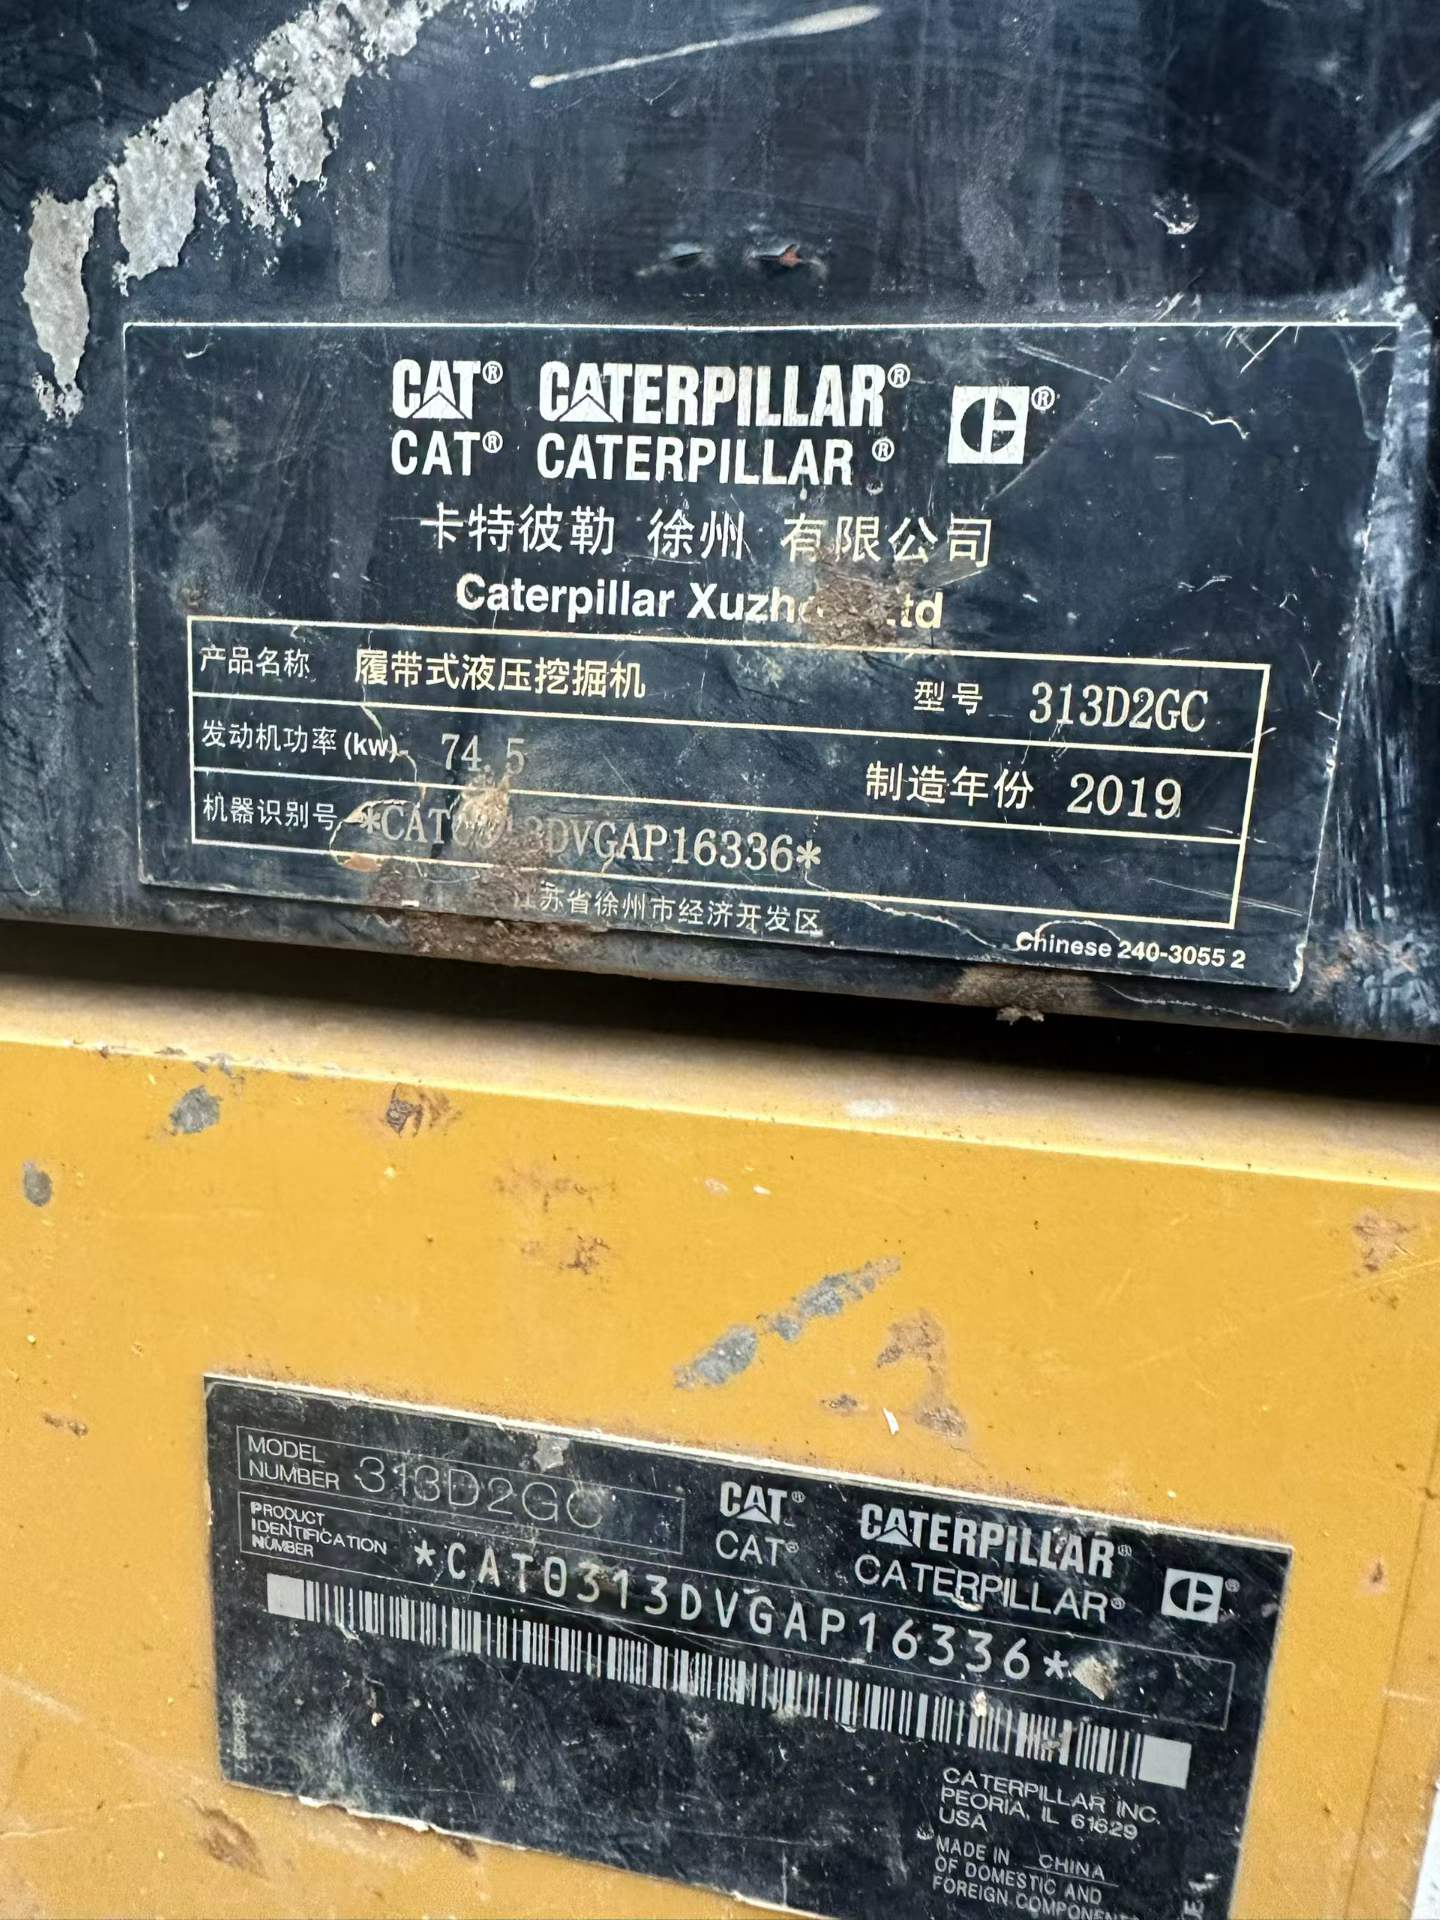 CAT® CATERPILLAR® ®
CAT® CATERPILLAR®
卡特彼勒 徐州 有限公司
Caterpillar
产品名称 履带式液压挖掘机 型号 313D2GC
发动机功率(kw) 74.5 制造年份 2019
机器识别号
江苏省徐州市经济开发区
Chinese 240-3055 2
MODEL
NUMBER 313D2GC
CAT® CATERPILLAR®
CAT® CATERPILLAR® ®
PRODUCT
IDENTIFICATION
NUMBER *CAT0313DVGAP16336*
CATERPILLAR INC.
PEORIA, IL 61629
USA
MADE IN CHINA
OF DOMESTIC AND
FOREIGN COMPONENTS